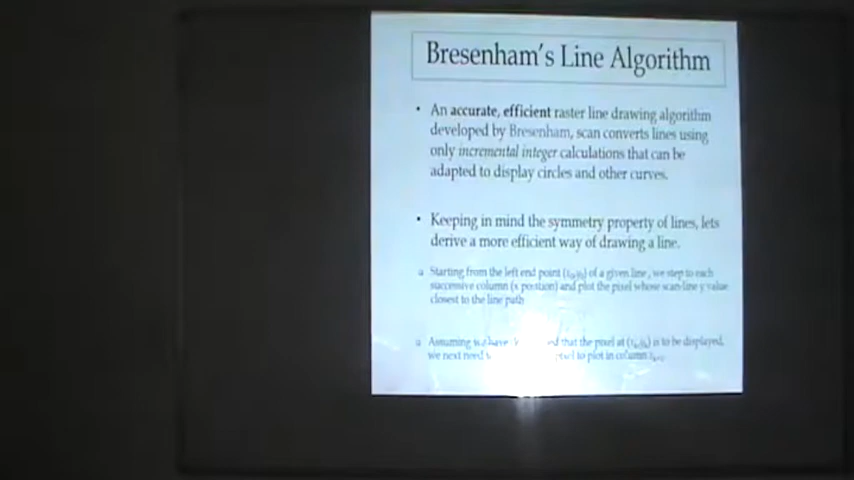 Bresenham's Line Algorithm
• An accurate, efficient raster line drawing algorithm
developed by Bresenham, scan converts lines using
only incremental integer calculations that can be
adapted to display circles and other curves.
• Keeping in mind the symmetry property of lines, lets
derive a more efficient way of drawing a line.
Starting from the left end point (x₀,y₀) of a given line , we step to each
successive column (x position) and plot the pixel whose scan-line y value
closest to the line path
Assuming we have that the pixel at (xₖ,yₖ) is to be displayed,
we next need to plot in column xₖ₊₁